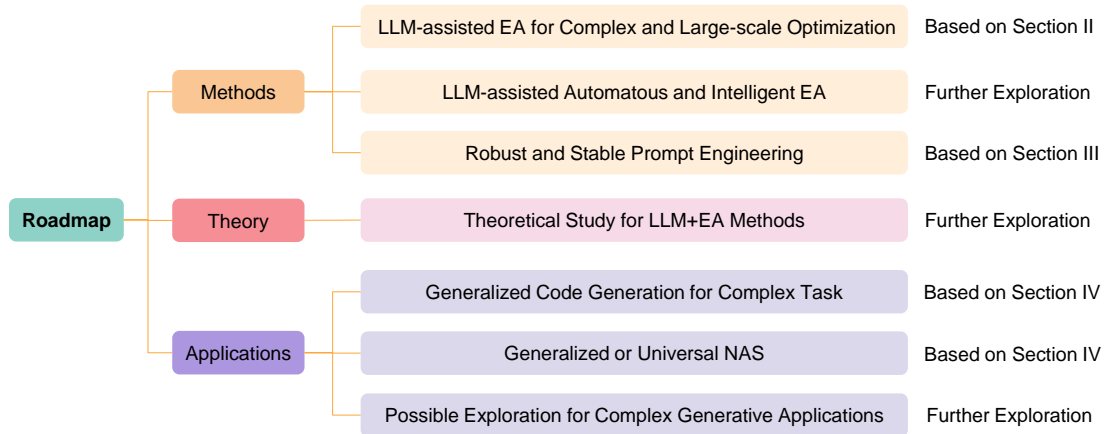 LLM-assisted EA for Complex and Large-scale Optimization Based on Section II
Methods LLM-assisted Automatous and Intelligent EA Further Exploration
Robust and Stable Prompt Engineering Based on Section III
Roadmap Theory Theoretical Study for LLM+EA Methods Further Exploration
Generalized Code Generation for Complex Task Based on Section IV
Applications Generalized or Universal NAS Based on Section IV
Possible Exploration for Complex Generative Applications Further Exploration